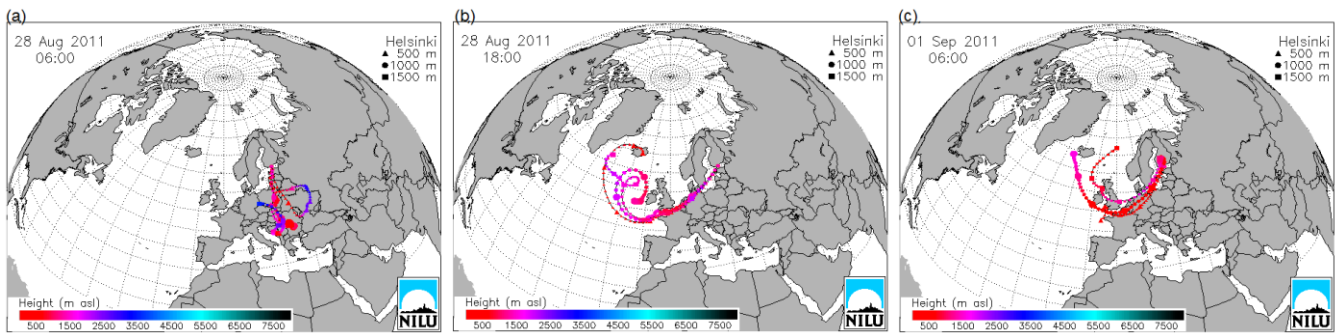 (a)
28 Aug 2011
06:00
Helsinki
▲ 500 m
● 1000 m
■ 1500 m
Height (m asl)
500 1500 2500 3500 4500 5500 6500 7500
NILU
(b)
28 Aug 2011
18:00
Helsinki
▲ 500 m
● 1000 m
■ 1500 m
Height (m asl)
500 1500 2500 3500 4500 5500 6500 7500
NILU
(c)
01 Sep 2011
06:00
Helsinki
▲ 500 m
● 1000 m
■ 1500 m
Height (m asl)
500 1500 2500 3500 4500 5500 6500 7500
NILU